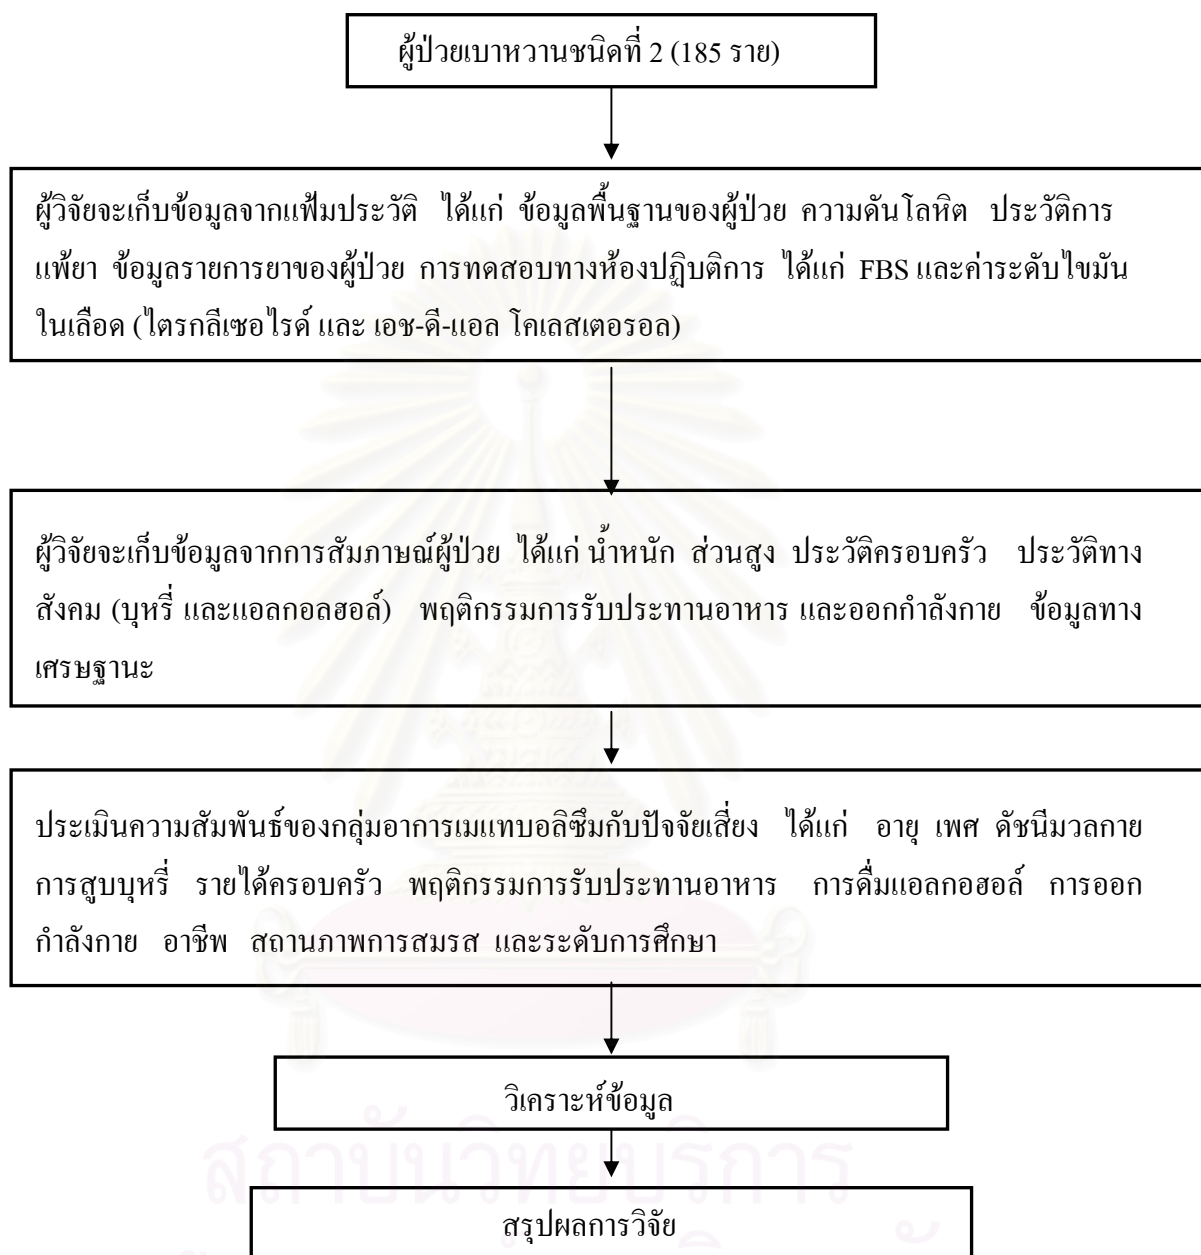 ผู้ป่วยเบาหวานชนิดที่ 2 (185 ราย)
ผู้วิจัยจะเก็บข้อมูลจากแฟ้มประวัติ ได้แก่ ข้อมูลพื้นฐานของผู้ป่วย ความดันโลหิต ประวัติการ
แพ้ยา ข้อมูลรายการยาของผู้ป่วย การทดสอบทางห้องปฏิบติการ ได้แก่ FBS และค่าระดับไขมัน
ในเลือด (ไตรกลีเซอไรด์ และ เอช-ดี-แอล โคเลสเตอรอล)
ผู้วิจัยจะเก็บข้อมูลจากการสัมภาษณ์ผู้ป่วย ได้แก่ น้ำหนัก ส่วนสูง ประวัติครอบครัว ประวัติทาง
สังคม (บุหรี่ และแอลกอลฮอล์) พฤติกรรมการรับประทานอาหาร และออกกำลังกาย ข้อมูลทาง
เศรษฐานะ
ประเมินความสัมพันธ์ของกลุ่มอาการเมแทบอลิซึมกับปัจจัยเสี่ยง ได้แก่ อายุ เพศ ดัชนีมวลกาย
การสูบบุหรี่ รายได้ครอบครัว พฤติกรรมการรับประทานอาหาร การดื่มแอลกอฮอล์ การออก
กำลังกาย อาชีพ สถานภาพการสมรส และระดับการศึกษา
วิเคราะห์ข้อมูล
สถาบันวิทยบริการ
สรุปผลการวิจัย